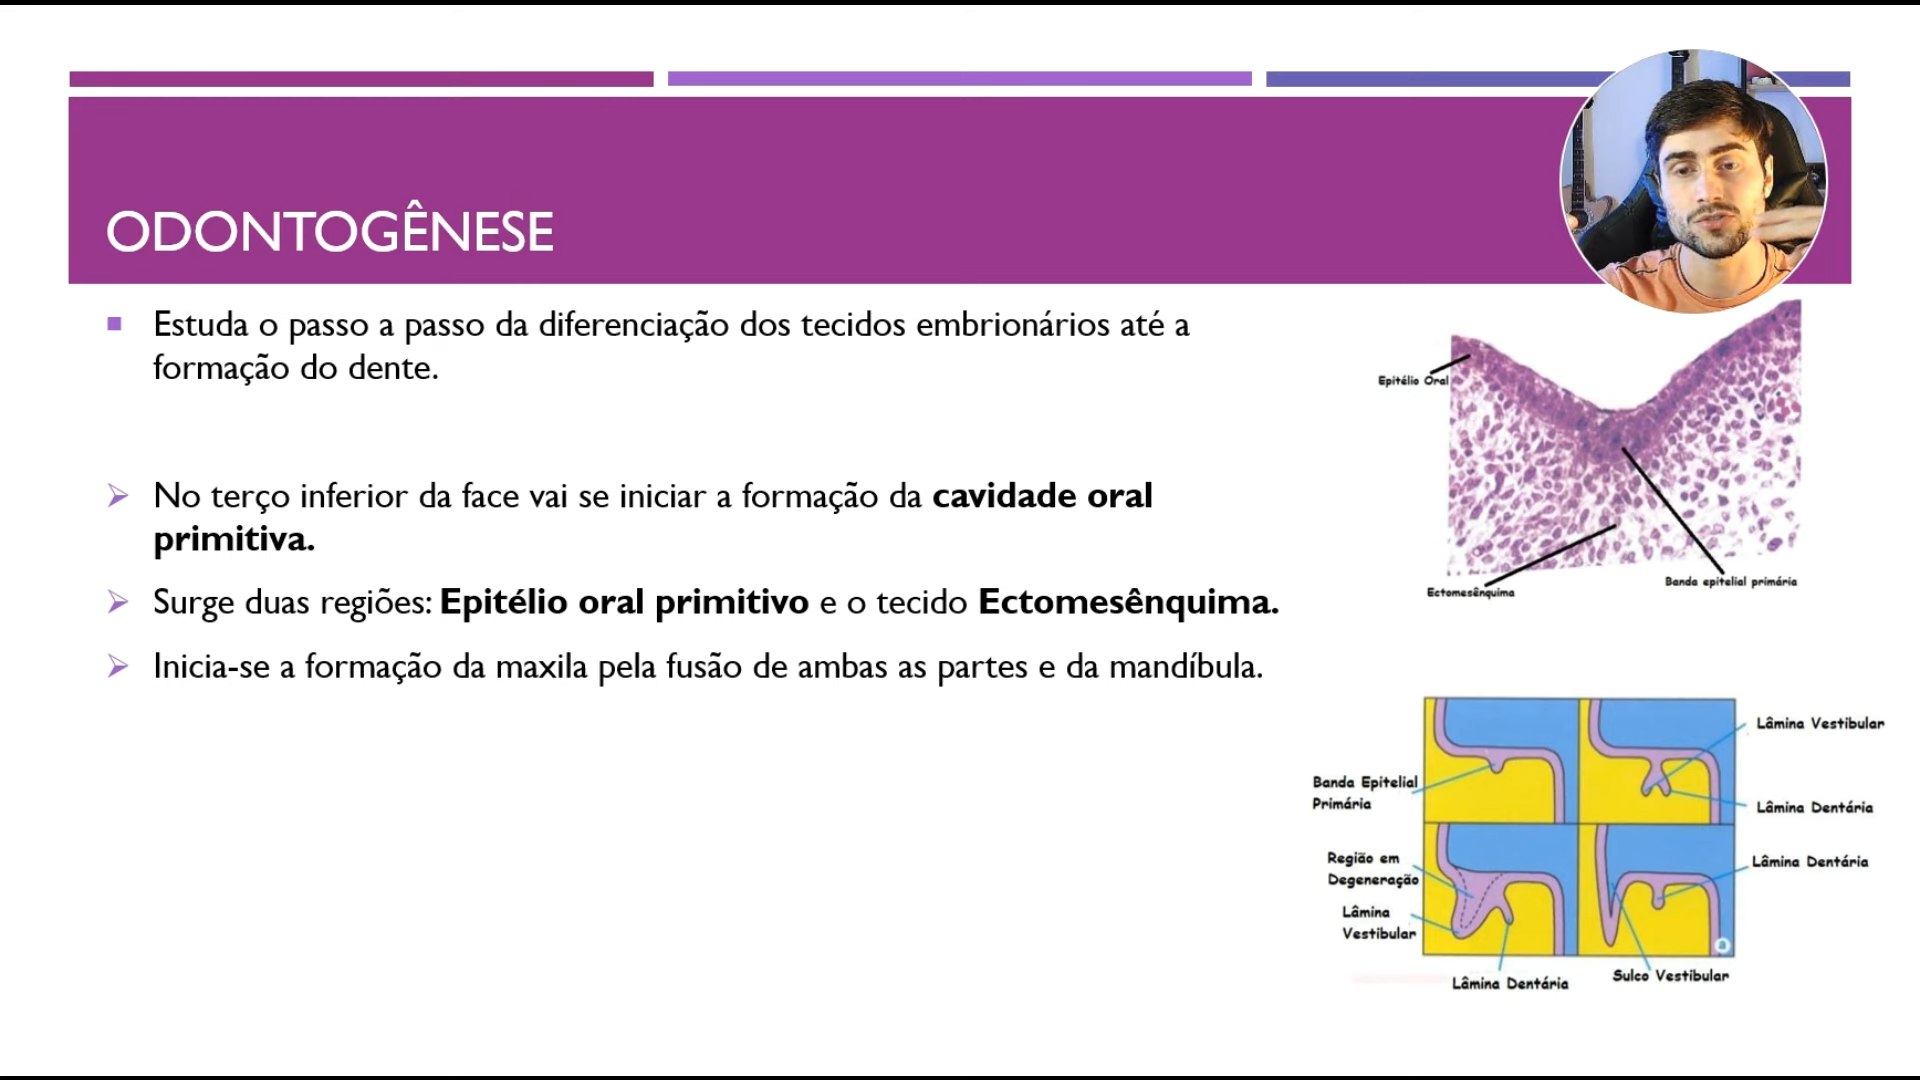 ODONTOGÊNESE
Estuda o passo a passo da diferenciação dos tecidos embrionários até a
formação do dente.
No terço inferior da face vai se iniciar a formação da cavidade oral
primitiva.
Surge duas regiões: Epitélio oral primitivo e o tecido Ectomesênquima.
Inicia-se a formação da maxila pela fusão de ambas as partes e da mandíbula.
Epitélio Oral
Banda epitelial primária
Ectomesênquima
Lâmina Vestibular
Banda Epitelial
Primária
Lâmina Dentária
Região em
Degeneração
Lâmina Dentária
Lâmina
Vestibular
a
Sulco Vestibular
Lâmina Dentária